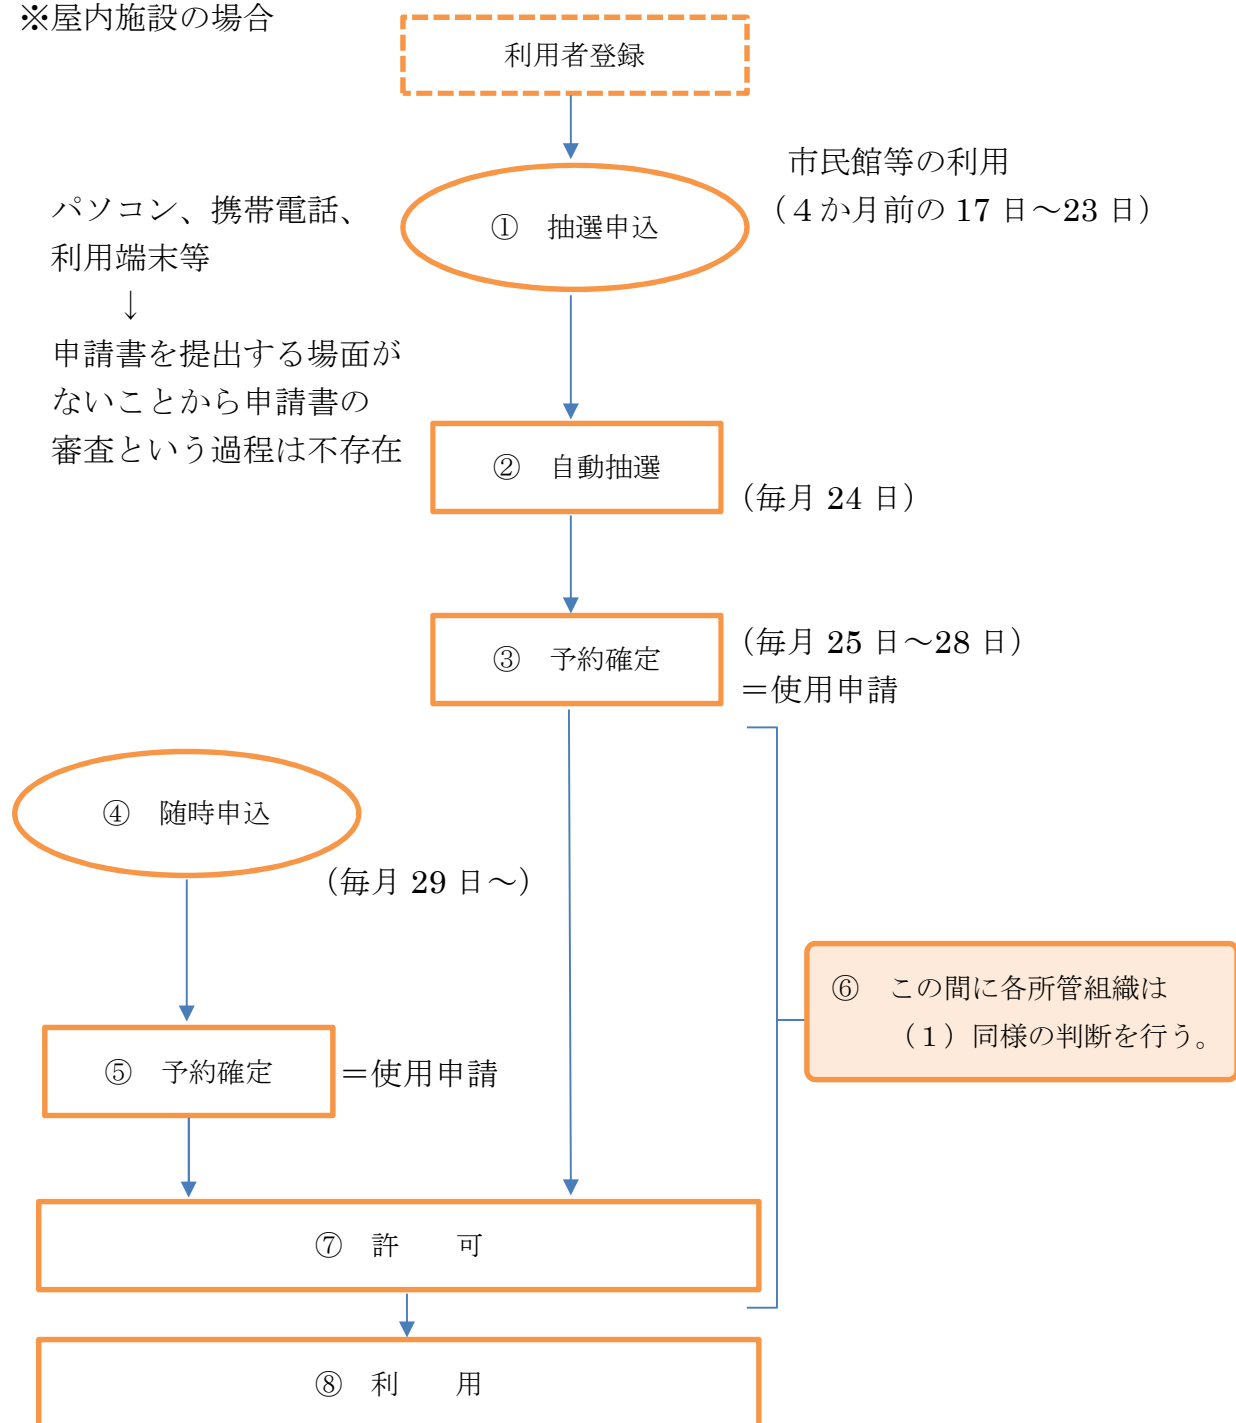 ※屋内施設の場合
利用者登録
市民館等の利用
（４か月前の 17 日～23 日）
① 抽選申込
パソコン、携帯電話、
利用端末等
↓
申請書を提出する場面が
ないことから申請書の
審査という過程は不存在
② 自動抽選
（毎月 24 日）
③ 予約確定
（毎月 25 日～28 日）
＝使用申請
④ 随時申込
（毎月 29 日～）
⑥ この間に各所管組織は
（１）同様の判断を行う。
⑤ 予約確定
＝使用申請
⑦ 許　　可
⑧ 利　　用